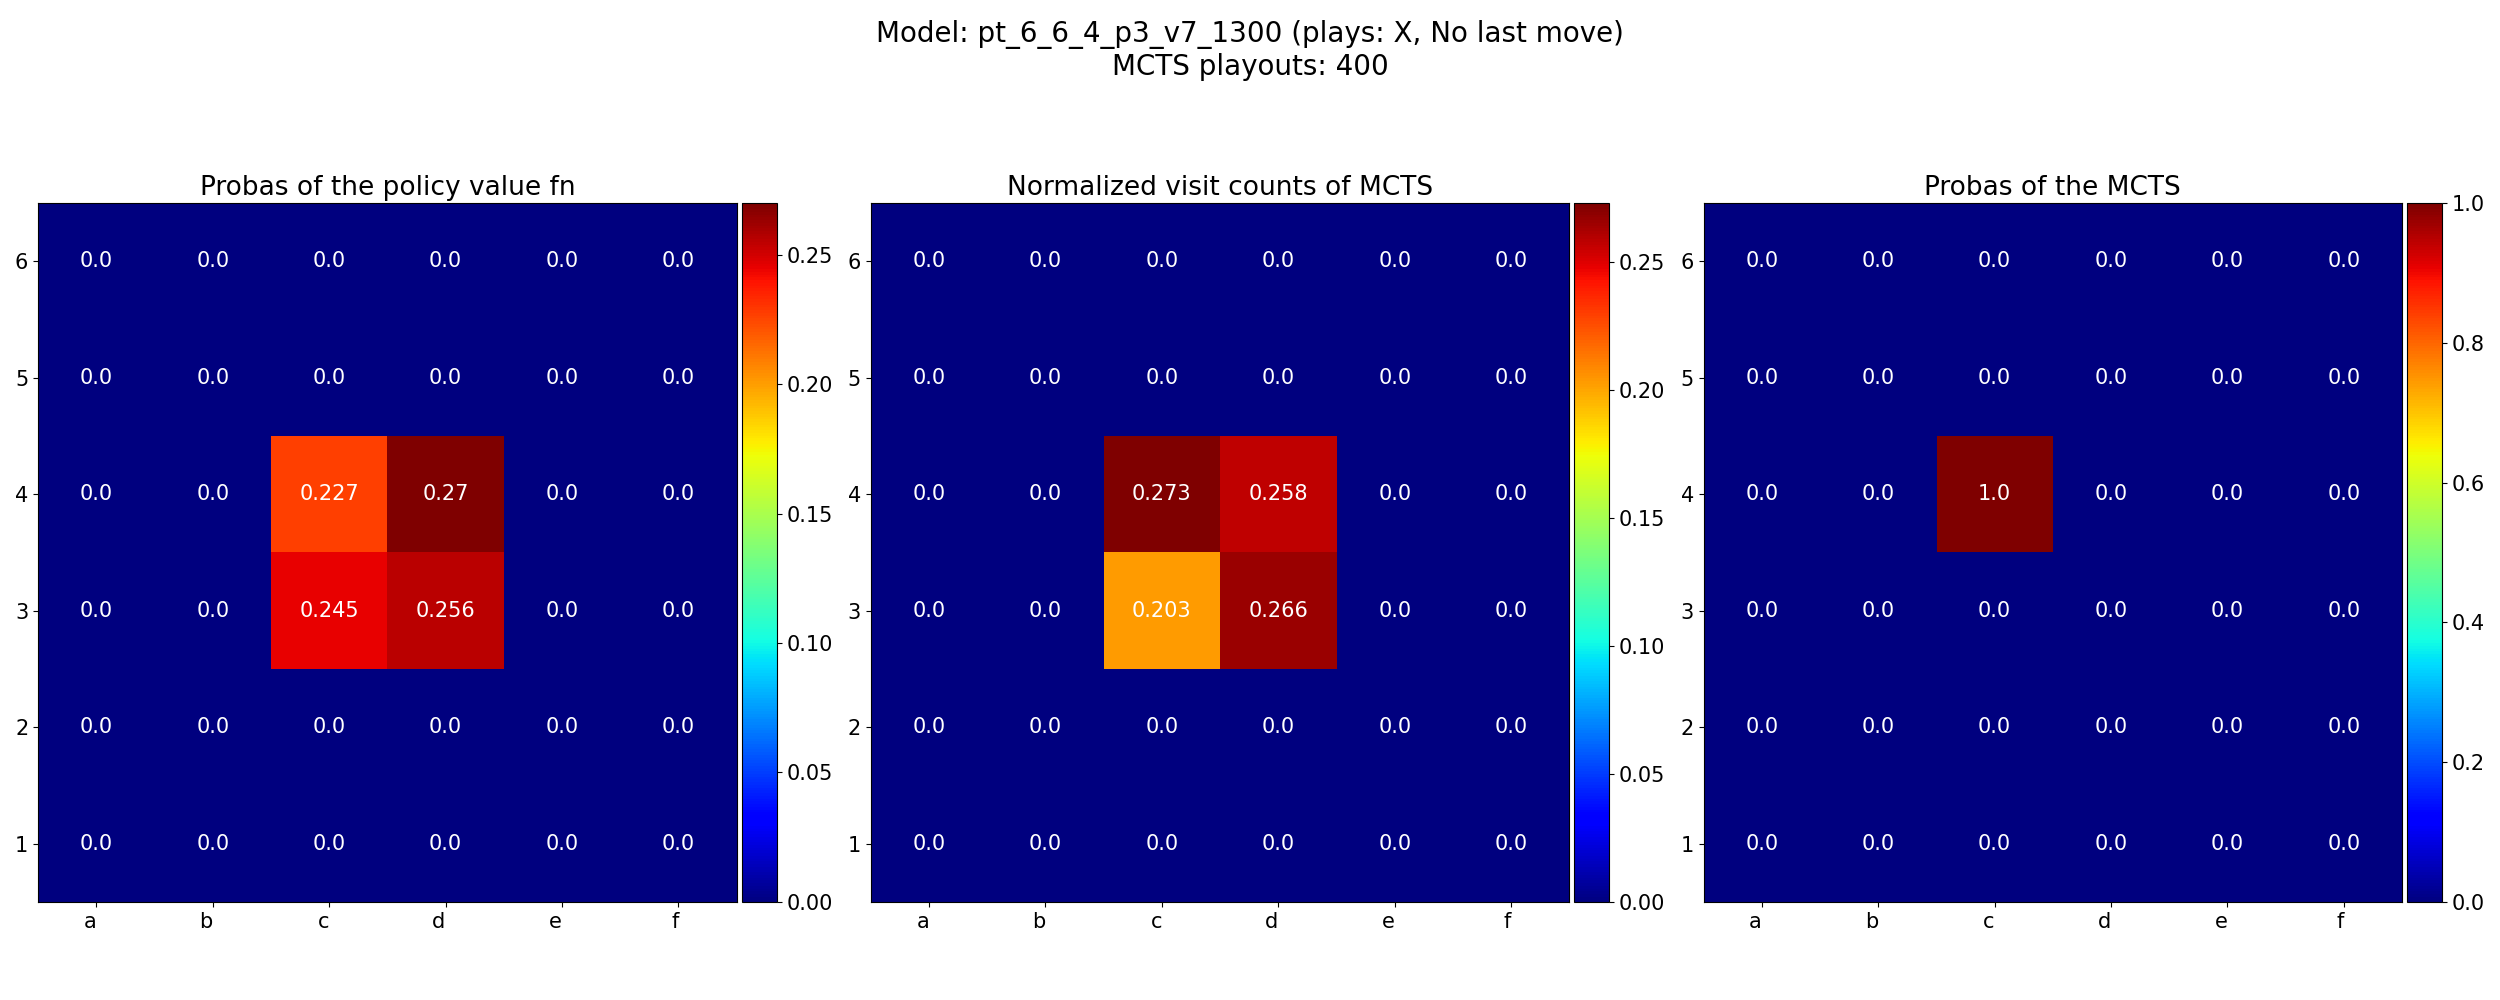 Model: pt_6_6_4_p3_v7_1300 (plays: X, No last move)
MCTS playouts: 400
Probas of the policy value fn
6 0.0 0.0 0.0 0.0 0.0 0.0
5 0.0 0.0 0.0 0.0 0.0 0.0
4 0.0 0.0 0.227 0.27 0.0 0.0
3 0.0 0.0 0.245 0.256 0.0 0.0
2 0.0 0.0 0.0 0.0 0.0 0.0
1 0.0 0.0 0.0 0.0 0.0 0.0
a b c d e f
0.25
0.20
0.15
0.10
0.05
0.00
Normalized visit counts of MCTS
6 0.0 0.0 0.0 0.0 0.0 0.0
5 0.0 0.0 0.0 0.0 0.0 0.0
4 0.0 0.0 0.273 0.258 0.0 0.0
3 0.0 0.0 0.203 0.266 0.0 0.0
2 0.0 0.0 0.0 0.0 0.0 0.0
1 0.0 0.0 0.0 0.0 0.0 0.0
a b c d e f
0.25
0.20
0.15
0.10
0.05
0.00
Probas of the MCTS
6 0.0 0.0 0.0 0.0 0.0 0.0
5 0.0 0.0 0.0 0.0 0.0 0.0
4 0.0 0.0 1.0 0.0 0.0 0.0
3 0.0 0.0 0.0 0.0 0.0 0.0
2 0.0 0.0 0.0 0.0 0.0 0.0
1 0.0 0.0 0.0 0.0 0.0 0.0
a b c d e f
1.0
0.8
0.6
0.4
0.2
0.0